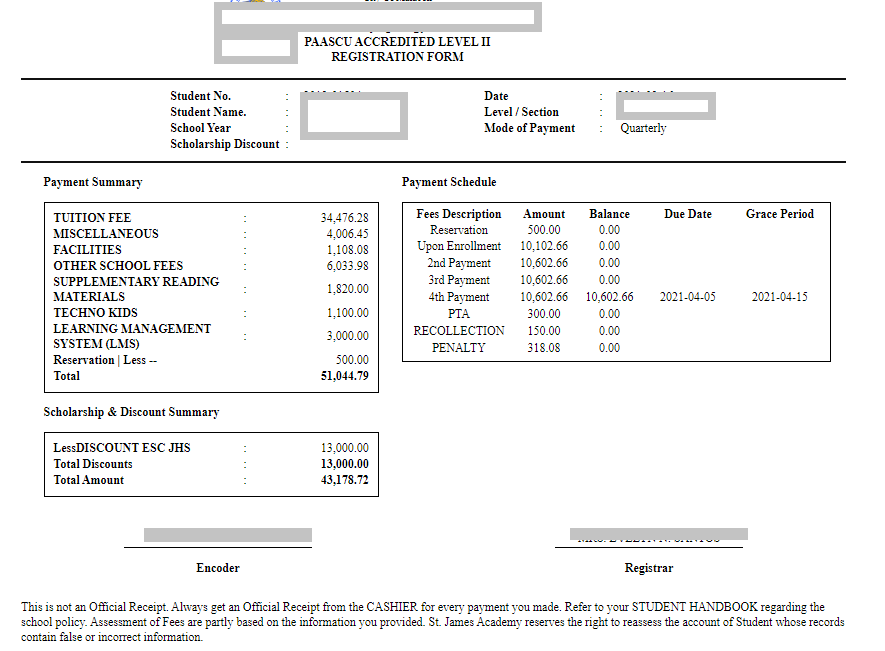 PAASCU ACCREDITED LEVEL II
REGISTRATION FORM
Student No. :
Student Name. :
School Year :
Scholarship Discount :
Date :
Level / Section :
Mode of Payment : Quarterly
Payment Summary
TUITION FEE : 34,476.28
MISCELLANEOUS : 4,006.45
FACILITIES : 1,108.08
OTHER SCHOOL FEES : 6,033.98
SUPPLEMENTARY READING
MATERIALS : 1,820.00
TECHNO KIDS : 1,100.00
LEARNING MANAGEMENT
SYSTEM (LMS) : 3,000.00
Reservation | Less -- 500.00
Total 51,044.79
Payment Schedule
Fees Description Amount Balance Due Date Grace Period
Reservation 500.00 0.00
Upon Enrollment 10,102.66 0.00
2nd Payment 10,602.66 0.00
3rd Payment 10,602.66 0.00
4th Payment 10,602.66 10,602.66 2021-04-05 2021-04-15
PTA 300.00 0.00
RECOLLECTION 150.00 0.00
PENALTY 318.08 0.00
Scholarship & Discount Summary
LessDISCOUNT ESC JHS : 13,000.00
Total Discounts : 13,000.00
Total Amount : 43,178.72
Encoder
Registrar
This is not an Official Receipt. Always get an Official Receipt from the CASHIER for every payment you made. Refer to your STUDENT HANDBOOK regarding the
school policy. Assessment of Fees are partly based on the information you provided. St. James Academy reserves the right to reassess the account of Student whose records
contain false or incorrect information.